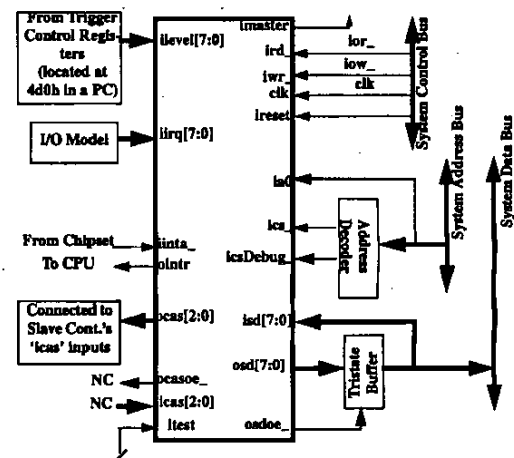 From Trigger
Control Regis-
ters
(located at
4d0h in a PC)
ilevel[7:0]
I/O Model
iirq[7:0]
From Chipset
iinta_
To CPU
ointr
Connected to
Slave Cont.'s
'icas' inputs
ocas[2:0]
NC
ocasoe_
NC
icas[2:0]
itest
imaster
ird_
ior_
iwr_
iow_
clk
clk
ireset
ia0
ics_
icsDebug_
Address
Decoder
isd[7:0]
osd[7:0]
Tristate
Buffer
osdoe_
System Control Bus
System Address Bus
System Data Bus